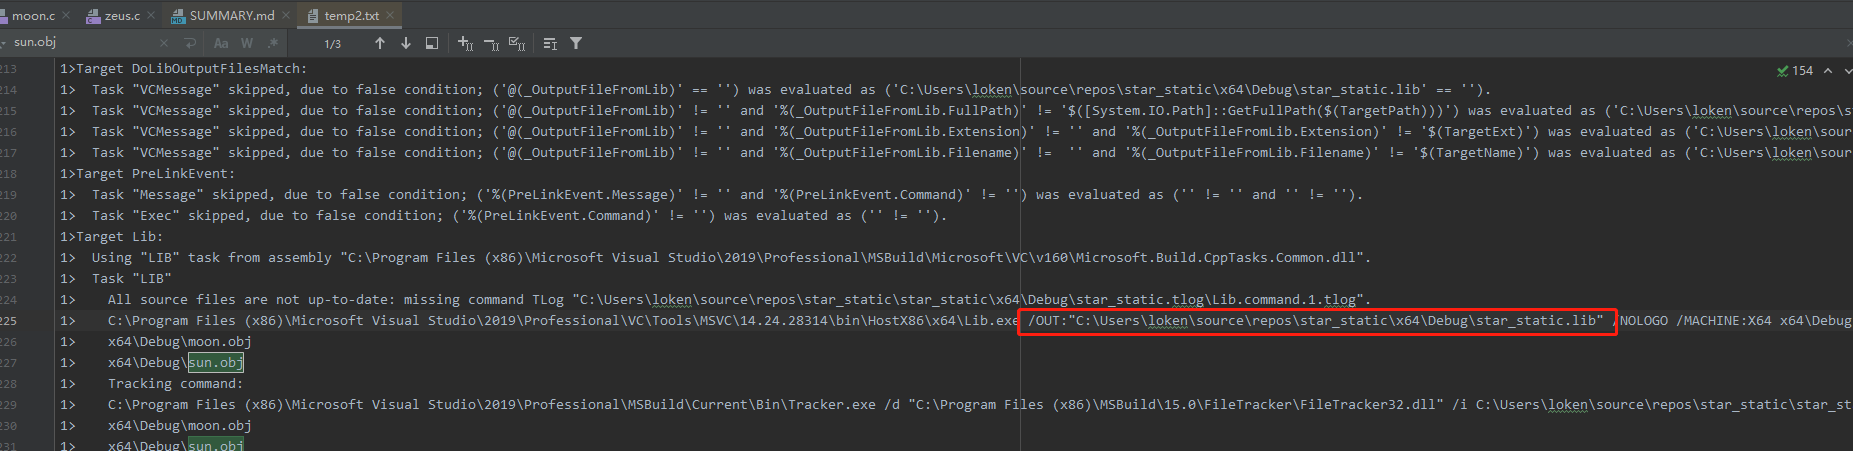 moon.c × zeus.c × SUMMARY.md × temp2.txt ×
sun.obj × Aa W .* 1/3
213 1>Target DoLibOutputFilesMatch:
154
214 1>  Task "VCMessage" skipped, due to false condition; ('@(_OutputFileFromLib)' == '') was evaluated as ('C:\Users\loken\source\repos\star_static\x64\Debug\star_static.lib' == '').
215 1>  Task "VCMessage" skipped, due to false condition; ('@(_OutputFileFromLib)' != '' and '%(_OutputFileFromLib.FullPath)' != '$([System.IO.Path]::GetFullPath($(TargetPath)))') was evaluated as ('C:\Users\loken\source\repos\st
216 1>  Task "VCMessage" skipped, due to false condition; ('@(_OutputFileFromLib)' != '' and '%(_OutputFileFromLib.Extension)' != '' and '%(_OutputFileFromLib.Extension)' != '$(TargetExt)') was evaluated as ('C:\Users\loken\sour
217 1>  Task "VCMessage" skipped, due to false condition; ('@(_OutputFileFromLib)' != '' and '%(_OutputFileFromLib.Filename)' !=  '' and '%(_OutputFileFromLib.Filename)' != '$(TargetName)') was evaluated as ('C:\Users\loken\sour
218 1>Target PreLinkEvent:
219 1>  Task "Message" skipped, due to false condition; ('%(PreLinkEvent.Message)' != '' and '%(PreLinkEvent.Command)' != '') was evaluated as ('' != '' and '' != '').
220 1>  Task "Exec" skipped, due to false condition; ('%(PreLinkEvent.Command)' != '') was evaluated as ('' != '').
221 1>Target Lib:
222 1>  Using "LIB" task from assembly "C:\Program Files (x86)\Microsoft Visual Studio\2019\Professional\MSBuild\Microsoft\VC\v160\Microsoft.Build.CppTasks.Common.dll".
223 1>  Task "LIB"
224 1>    All source files are not up-to-date: missing command TLog "C:\Users\loken\source\repos\star_static\star_static\x64\Debug\star_static.tlog\Lib.command.1.tlog".
225 1>    C:\Program Files (x86)\Microsoft Visual Studio\2019\Professional\VC\Tools\MSVC\14.24.28314\bin\HostX86\x64\Lib.exe /OUT:"C:\Users\loken\source\repos\star_static\x64\Debug\star_static.lib" /NOLOGO /MACHINE:X64 x64\Debug
226 1>    x64\Debug\moon.obj
227 1>    x64\Debug\sun.obj
228 1>    Tracking command:
229 1>    C:\Program Files (x86)\Microsoft Visual Studio\2019\Professional\MSBuild\Current\Bin\Tracker.exe /d "C:\Program Files (x86)\MSBuild\15.0\FileTracker\FileTracker32.dll" /i C:\Users\loken\source\repos\star_static\star_st
230 1>    x64\Debug\moon.obj
231 1>    x64\Debug\sun.obj